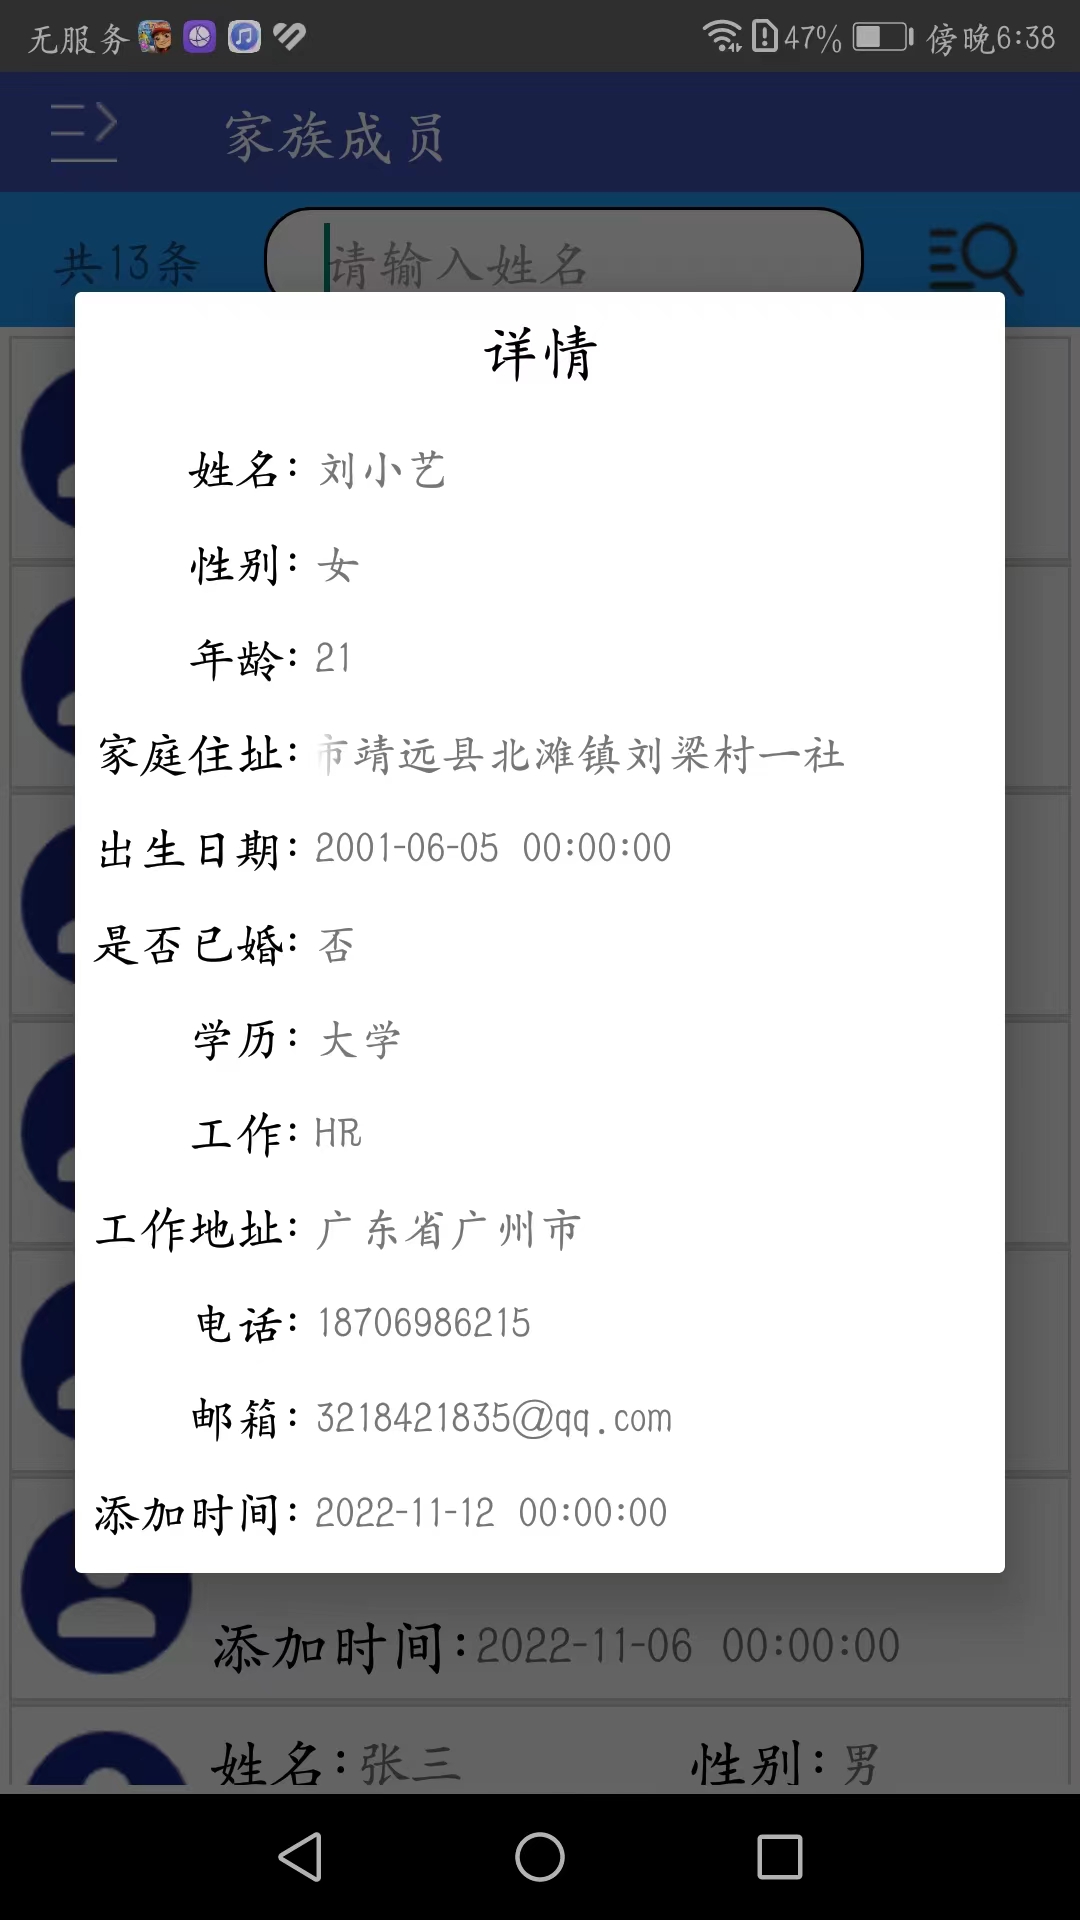 无服务 47% 傍晚6:38
家族成员
共13条 请输入姓名
详情
姓名: 刘小艺
性别: 女
年龄: 21
家庭住址: 市靖远县北滩镇刘梁村一社
出生日期: 2001-06-05 00:00:00
是否已婚: 否
学历: 大学
工作: HR
工作地址: 广东省广州市
电话: 18706986215
邮箱: 3218421835@qq.com
添加时间: 2022-11-12 00:00:00
添加时间:2022-11-06 00:00:00
姓名:张三 性别:男